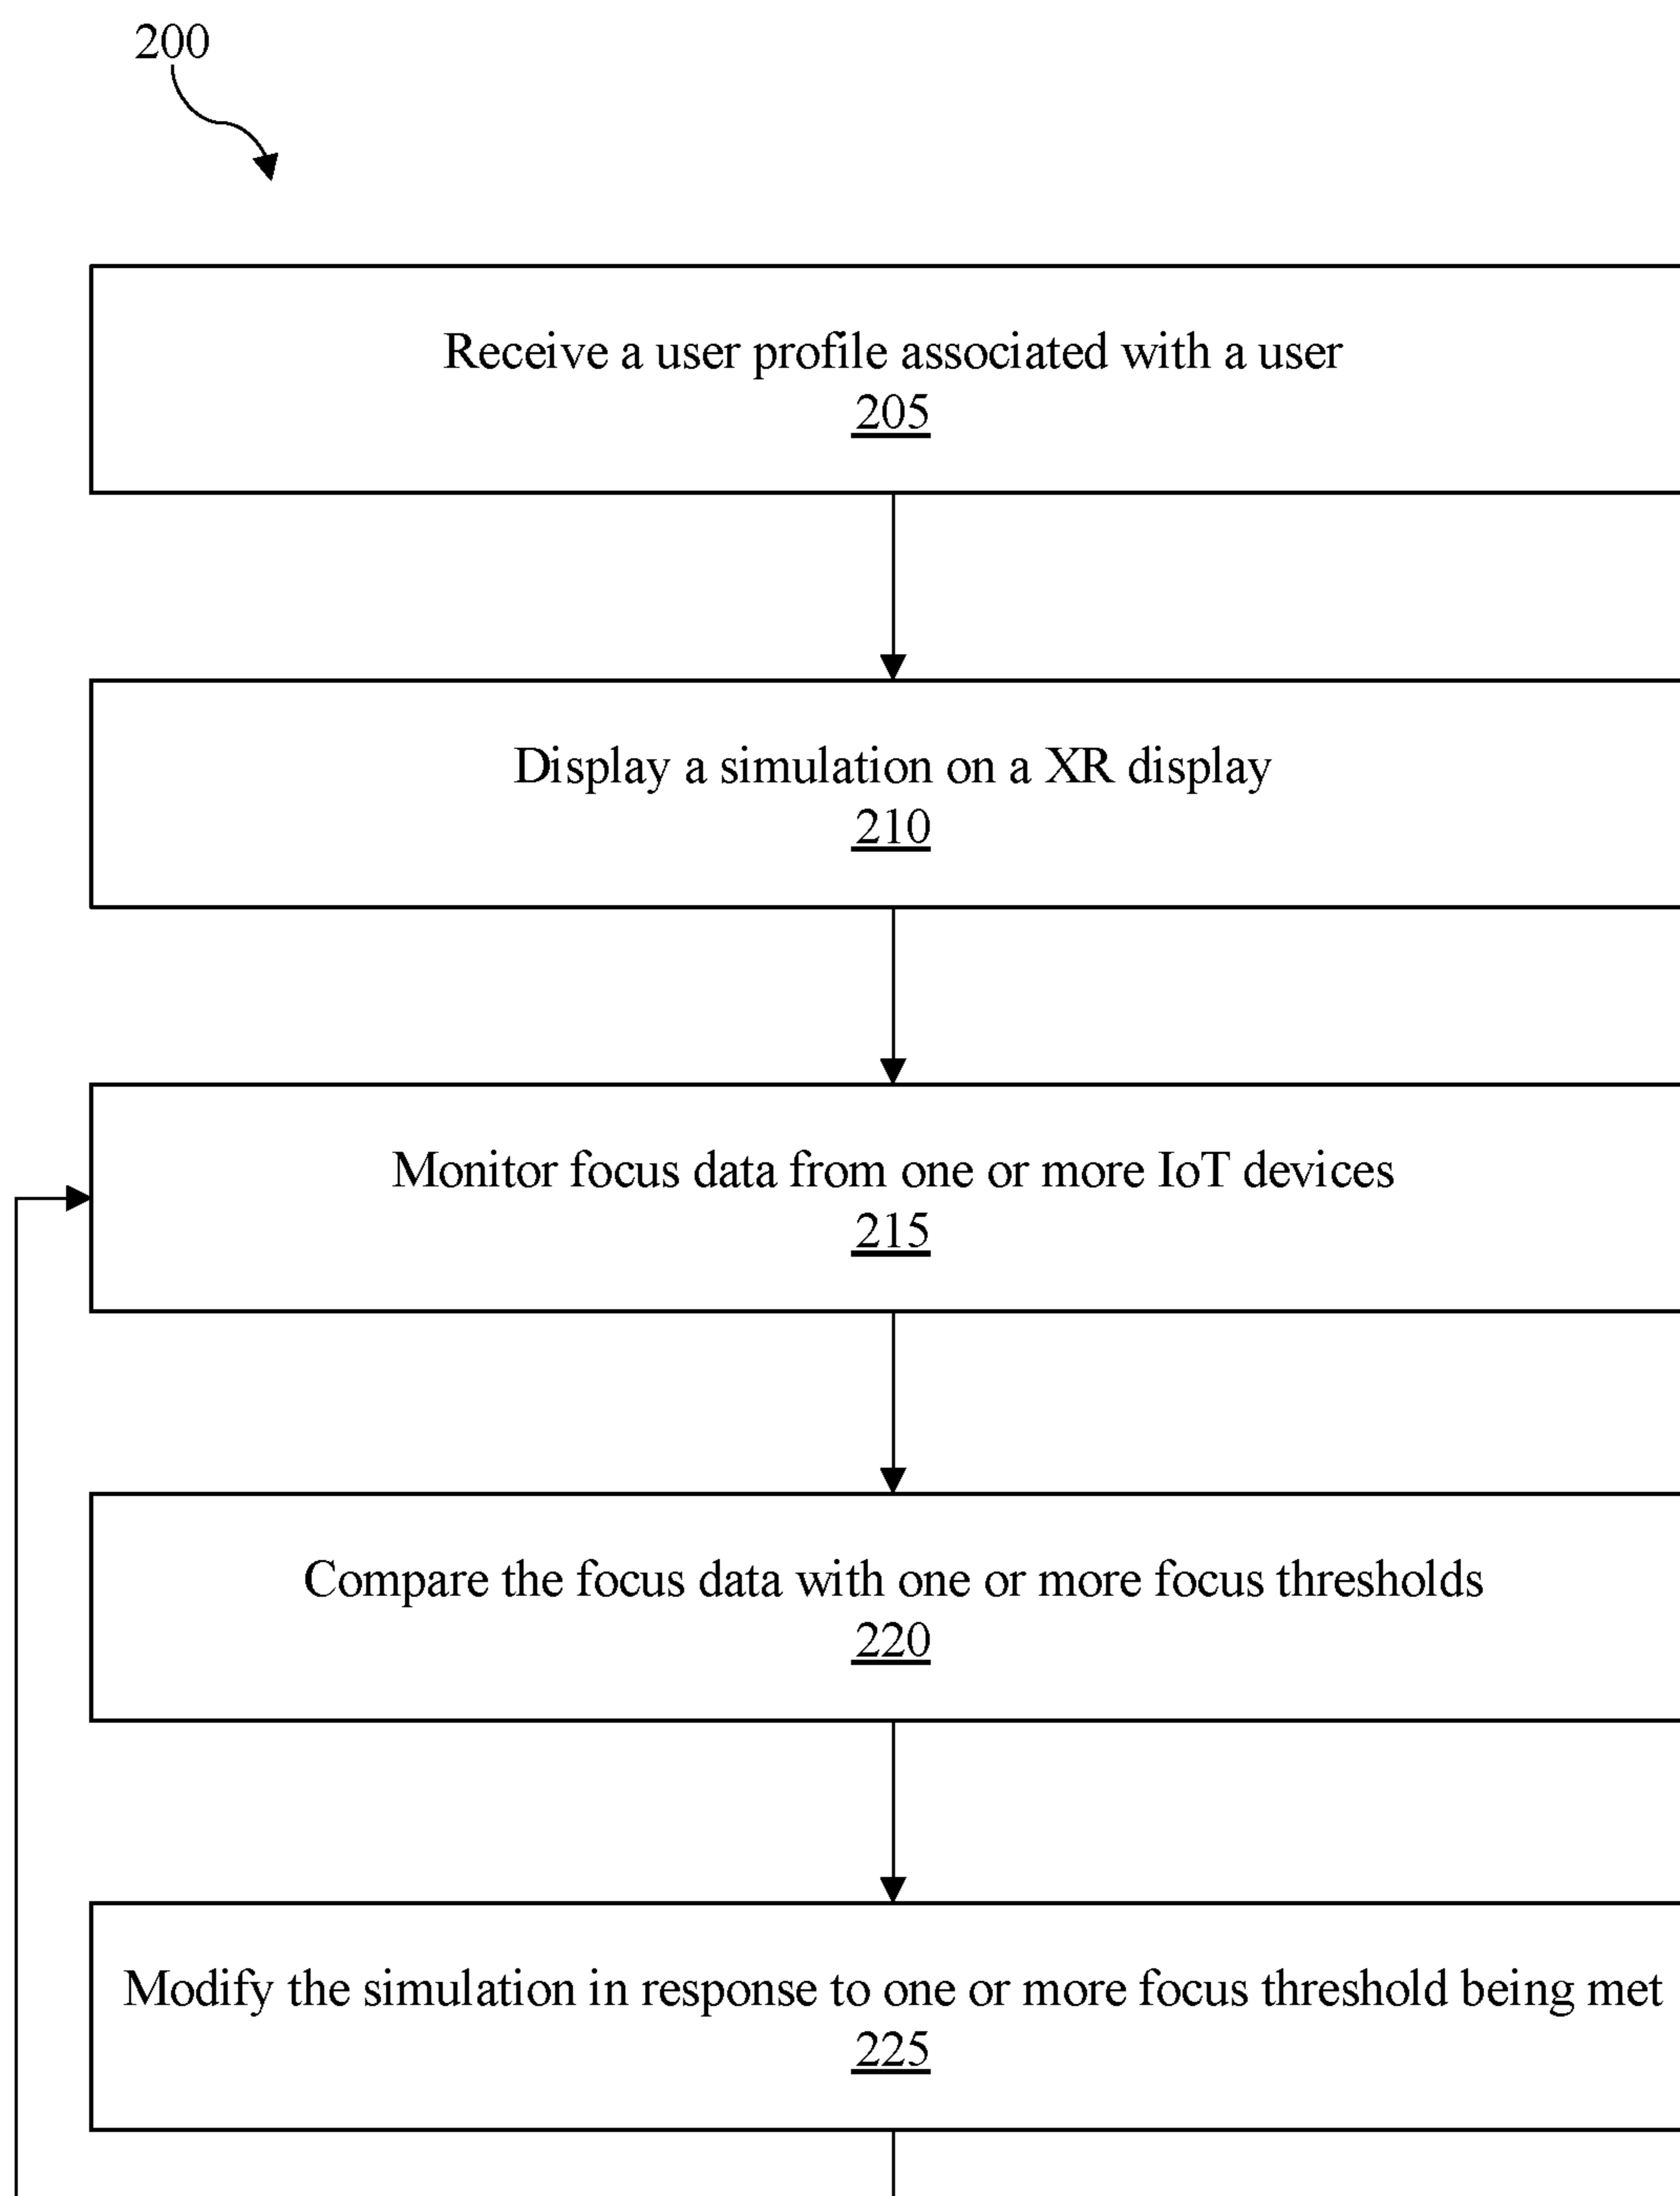 200
Receive a user profile associated with a user
205
Display a simulation on a XR display
210
Monitor focus data from one or more IoT devices
215
Compare the focus data with one or more focus thresholds
220
Modify the simulation in response to one or more focus threshold being met
225